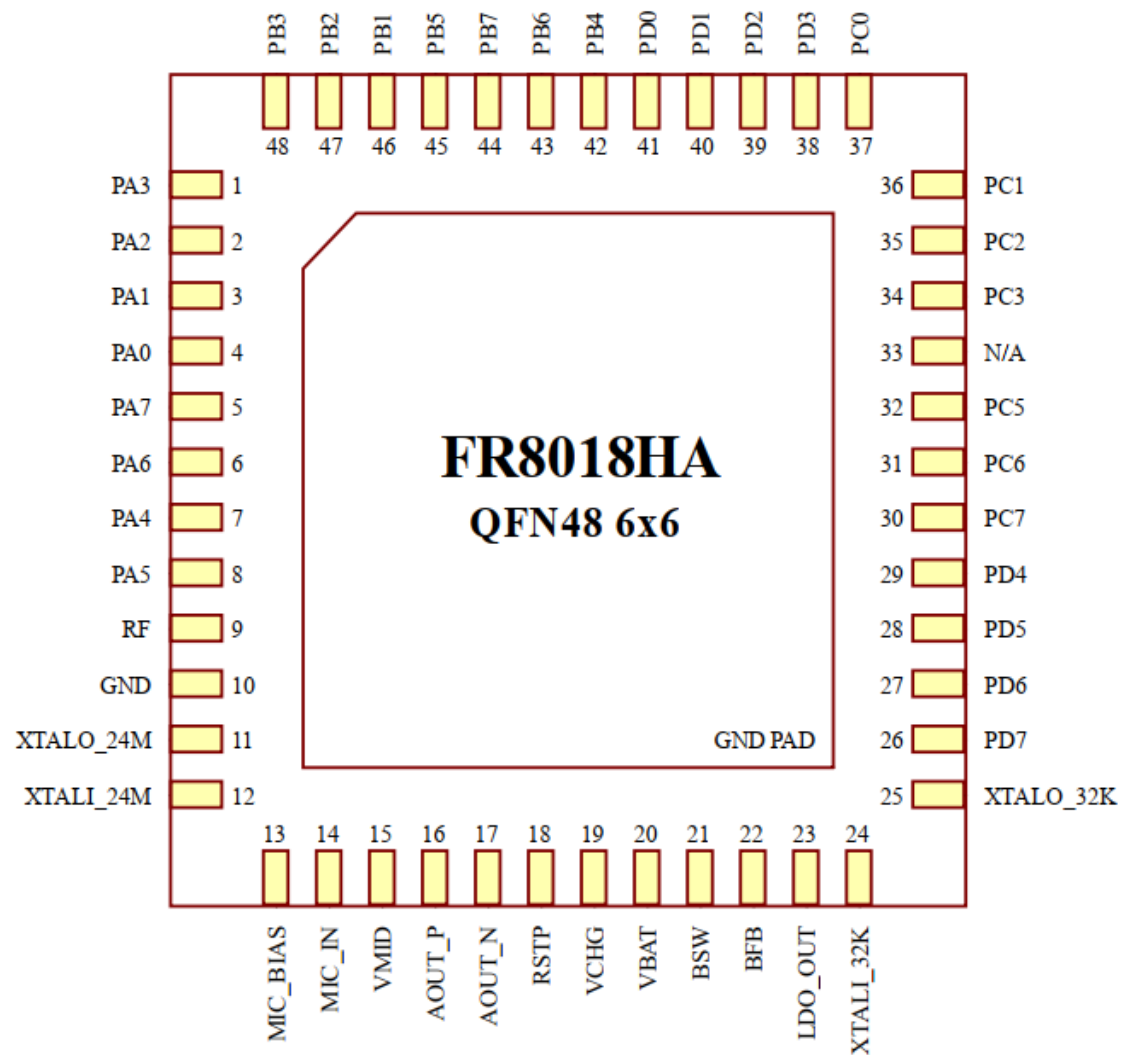 PB3 PB2 PB1 PB5 PB7 PB6 PB4 PD0 PD1 PD2 PD3 PC0
48 47 46 45 44 43 42 41 40 39 38 37
PA3 1 36 PC1
PA2 2 35 PC2
PA1 3 34 PC3
PA0 4 33 N/A
PA7 5 32 PC5
PA6 6 31 PC6
PA4 7 30 PC7
PA5 8 29 PD4
RF 9 28 PD5
GND 10 27 PD6
XTALO_24M 11 26 PD7
XTALI_24M 12 25 XTALO_32K
FR8018HA
QFN48 6x6
GND PAD
13 14 15 16 17 18 19 20 21 22 23 24
MIC_BIAS MIC_IN VMID AOUT_P AOUT_N RSTP VCHG VBAT BSW BFB LDO_OUT XTALI_32K